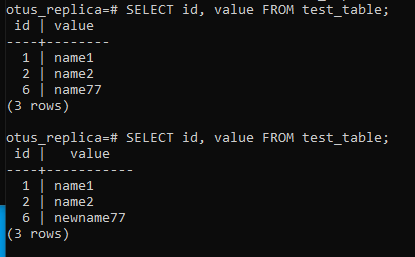 otus_replica=# SELECT id, value FROM test_table;
 id | value
----+--------
  1 | name1
  2 | name2
  6 | name77
(3 rows)

otus_replica=# SELECT id, value FROM test_table;
 id |   value
----+-----------
  1 | name1
  2 | name2
  6 | newname77
(3 rows)